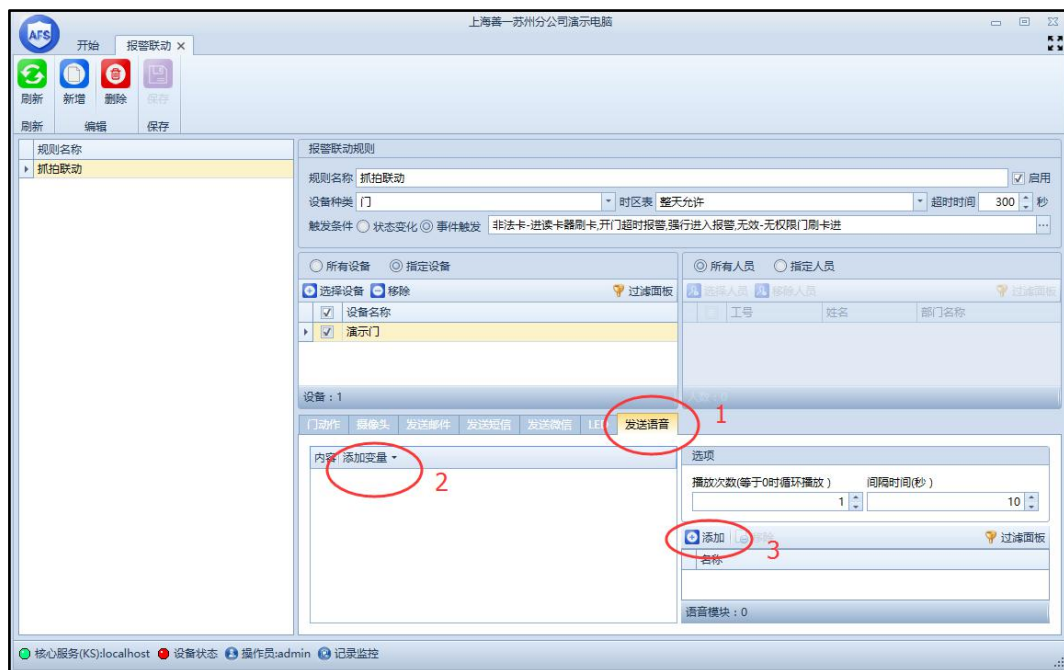 上海善一苏州分公司演示电脑
AFS
开始 报警联动
刷新 新增 删除 保存
刷新 编辑 保存
规则名称
抓拍联动
报警联动规则
规则名称 抓拍联动 启用
设备种类 门 时区表 整天允许 超时时间 300 秒
触发条件 状态变化 事件触发 非法卡-进读卡器刷卡,开门超时报警,强行进入报警,无效-无权限门刷卡进
所有设备 指定设备
选择设备 移除 过滤面板
设备名称
演示门
设备：1
所有人员 指定人员
选择人员 移除人员 过滤面板
工号 姓名 部门名称
人数：0
门动作 摄像头 发送邮件 发送短信 发送微信 LED 发送语音 1
内容 添加变量
2
选项
播放次数(等于0时循环播放） 间隔时间(秒）
1 10
添加 移除 过滤面板
3
名称
语音模块：0
核心服务(KS):localhost 设备状态 操作员:admin 记录监控